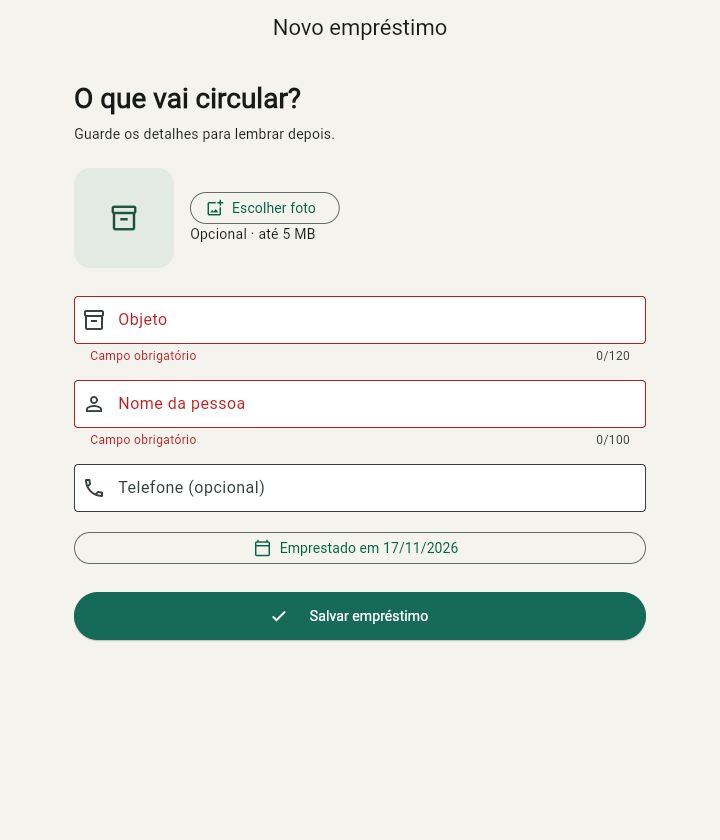 Novo empréstimo
O que vai circular?
Guarde os detalhes para lembrar depois.
Escolher foto
Opcional · até 5 MB
Objeto
Campo obrigatório 0/120
Nome da pessoa
Campo obrigatório 0/100
Telefone (opcional)
Emprestado em 17/11/2026
Salvar empréstimo